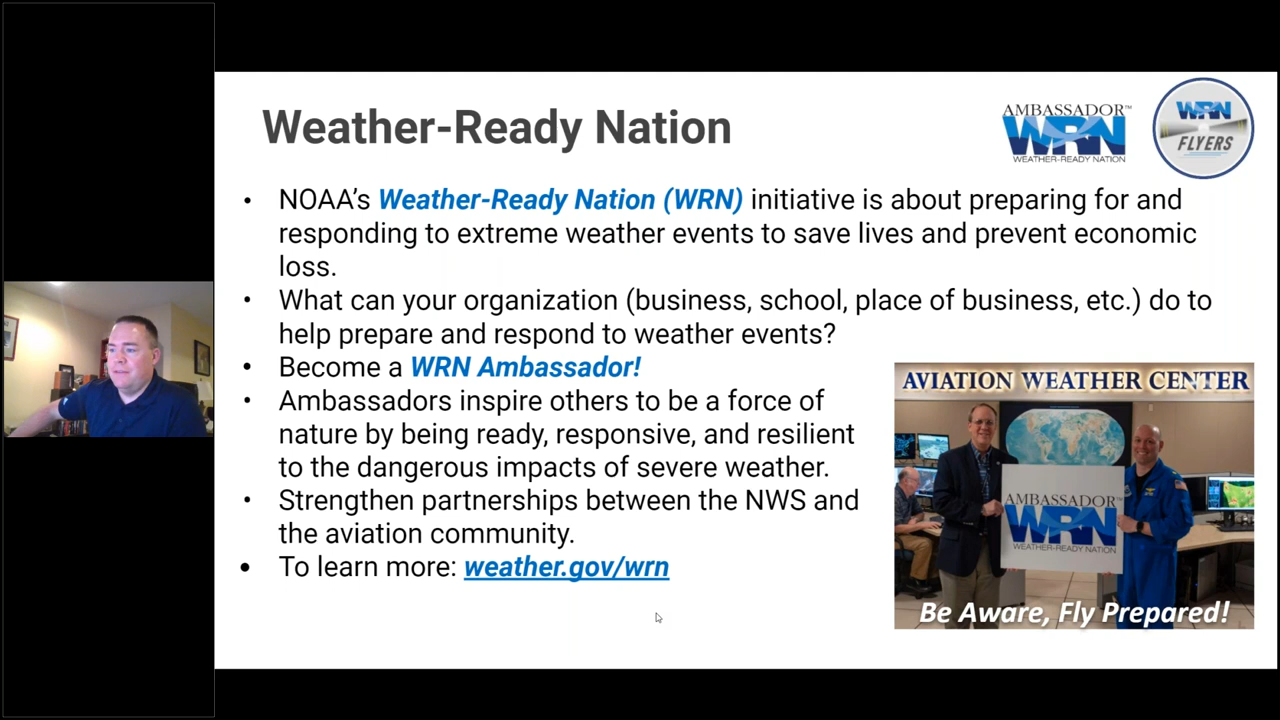 Weather-Ready Nation
AMBASSADOR™
WRN
WEATHER-READY NATION
WRN
FLYERS
• NOAA’s Weather-Ready Nation (WRN) initiative is about preparing for and
responding to extreme weather events to save lives and prevent economic
loss.
• What can your organization (business, school, place of business, etc.) do to
help prepare and respond to weather events?
• Become a WRN Ambassador!
• Ambassadors inspire others to be a force of
nature by being ready, responsive, and resilient
to the dangerous impacts of severe weather.
• Strengthen partnerships between the NWS and
the aviation community.
• To learn more: weather.gov/wrn
AVIATION WEATHER CENTER
AMBASSADOR™
WRN
WEATHER-READY NATION
Be Aware, Fly Prepared!